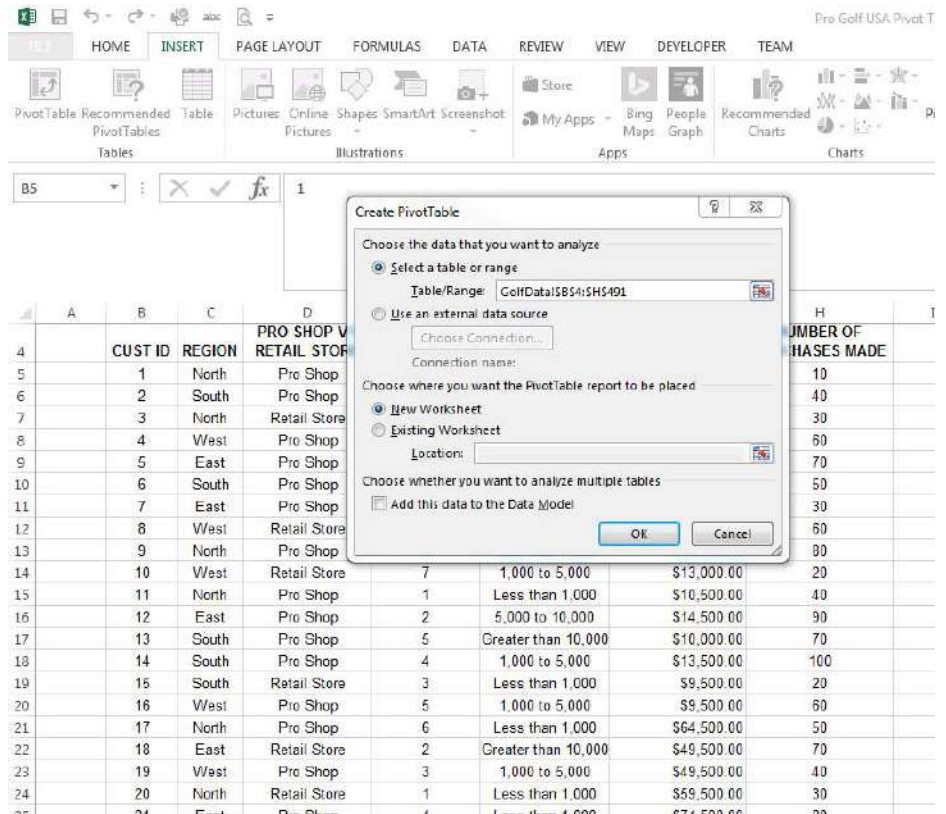 Pro Golf USA Pivot T
HOME INSERT PAGE LAYOUT FORMULAS DATA REVIEW VIEW DEVELOPER TEAM
PivotTable Recommended PivotTables Table
Pictures Online Pictures Shapes SmartArt Screenshot
Store
My Apps
Bing Maps People Graph
Recommended Charts
Tables Illustrations Apps Charts
B5 fx 1
Create PivotTable
Choose the data that you want to analyze
Select a table or range
Table/Range: GolfData!$B$4:$H$491
Use an external data source
Choose Connection...
Connection name:
Choose where you want the PivotTable report to be placed
New Worksheet
Existing Worksheet
Location:
Choose whether you want to analyze multiple tables
Add this data to the Data Model
OK Cancel
A B C D H I
4 CUST ID REGION PRO SHOP V RETAIL STOR UMBER OF HASES MADE
5 1 North Pro Shop 10
6 2 South Pro Shop 40
7 3 North Retail Store 30
8 4 West Pro Shop 60
9 5 East Pro Shop 70
10 6 South Pro Shop 50
11 7 East Pro Shop 30
12 8 West Retail Store 60
13 9 North Pro Shop 80
14 10 West Retail Store 7 1,000 to 5,000 $13,000.00 20
15 11 North Pro Shop 1 Less than 1,000 $10,500.00 40
16 12 East Pro Shop 2 5,000 to 10,000 $14,500.00 90
17 13 South Pro Shop 5 Greater than 10,000 $10,000.00 70
18 14 South Pro Shop 4 1,000 to 5,000 $13,500.00 100
19 15 South Retail Store 3 Less than 1,000 $9,500.00 20
20 16 West Pro Shop 5 1,000 to 5,000 $9,500.00 60
21 17 North Pro Shop 6 Less than 1,000 $64,500.00 50
22 18 East Retail Store 2 Greater than 10,000 $49,500.00 70
23 19 West Pro Shop 3 1,000 to 5,000 $49,500.00 40
24 20 North Retail Store 1 Less than 1,000 $59,500.00 30